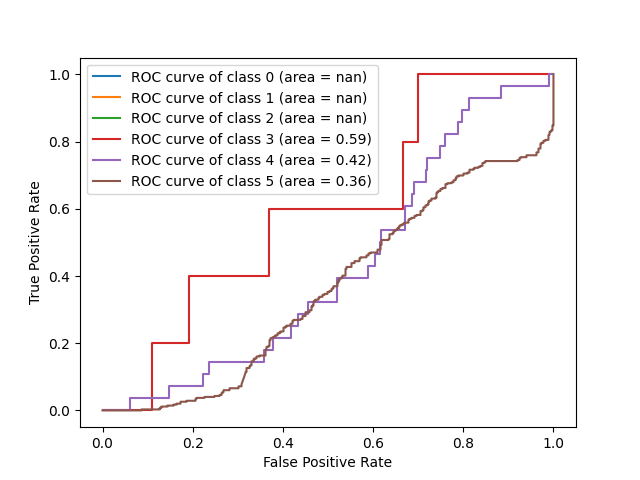 ROC curve of class 0 (area = nan)
ROC curve of class 1 (area = nan)
ROC curve of class 2 (area = nan)
ROC curve of class 3 (area = 0.59)
ROC curve of class 4 (area = 0.42)
ROC curve of class 5 (area = 0.36)
True Positive Rate
1.0
0.8
0.6
0.4
0.2
0.0
0.0 0.2 0.4 0.6 0.8 1.0
False Positive Rate